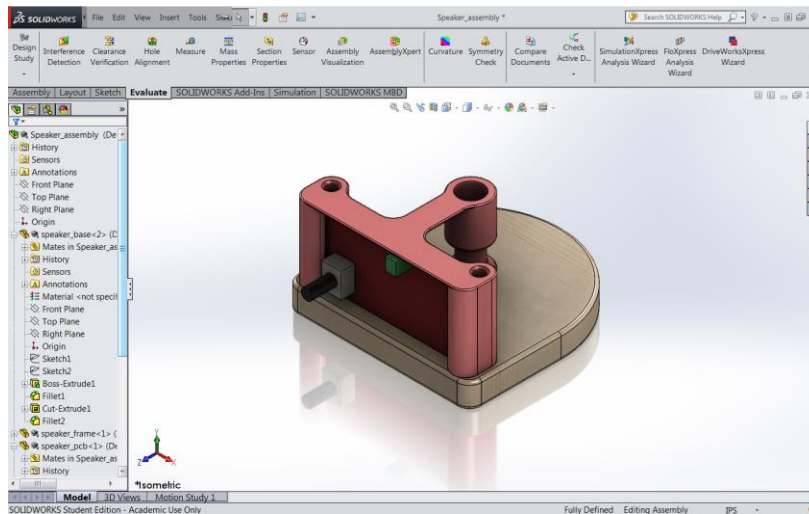 SOLIDWORKS
File Edit View Insert Tools
Speaker_assembly *
Search SOLIDWORKS Help
Design Study
Interference Detection
Clearance Verification
Hole Alignment
Measure
Mass Properties
Section Properties
Sensor
Assembly Visualization
AssemblyXpert
Curvature
Symmetry Check
Compare Documents
Check Active D...
SimulationXpress Analysis Wizard
FloXpress Analysis Wizard
DriveWorksXpress Wizard
Assembly Layout Sketch Evaluate SOLIDWORKS Add-Ins Simulation SOLIDWORKS MBD
Speaker_assembly (De
History
Sensors
Annotations
Front Plane
Top Plane
Right Plane
Origin
speaker_base<2> (D
Mates in Speaker_as
History
Sensors
Annotations
Material <not specif
Front Plane
Top Plane
Right Plane
Origin
Sketch1
Sketch2
Boss-Extrude1
Fillet1
Cut-Extrude1
Fillet2
speaker_frame<1> (
speaker_pcb<1> (De
Mates in Speaker_as
History
Y
Z
X
*Isometric
Model 3D Views Motion Study 1
SOLIDWORKS Student Edition - Academic Use Only
Fully Defined Editing Assembly IPS